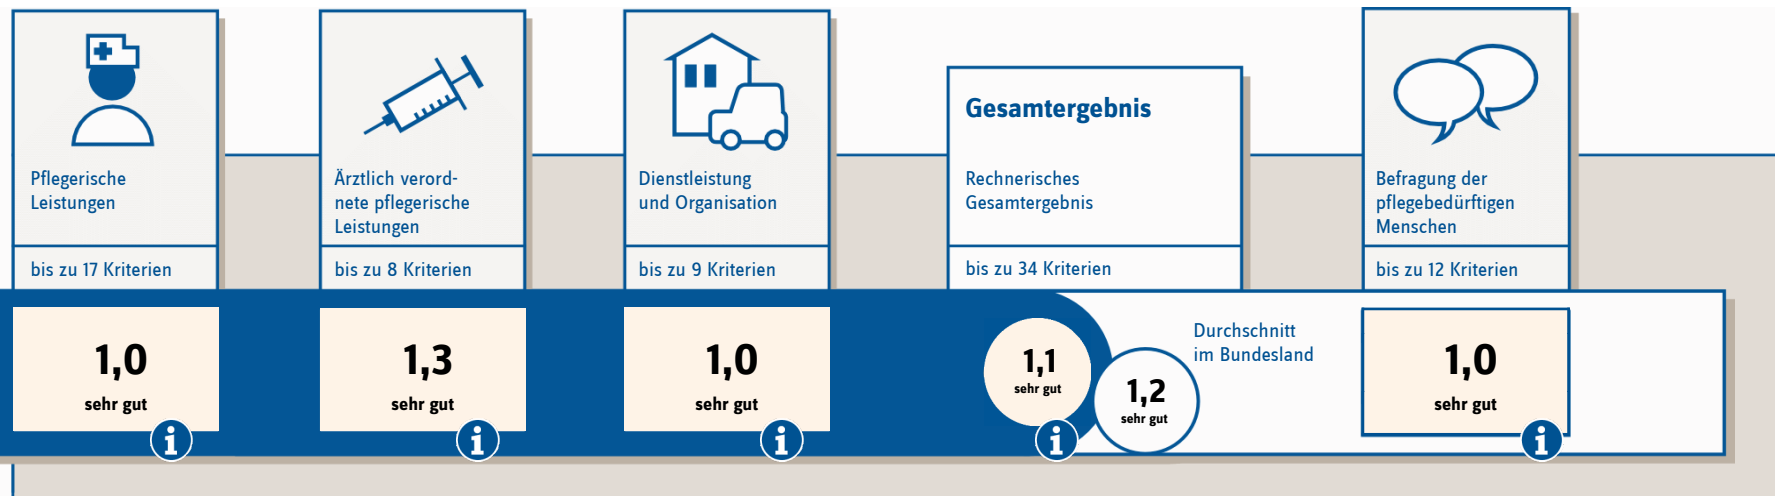 Pflegerische
Leistungen
bis zu 17 Kriterien
1,0
sehr gut
i
Ärztlich verord-
nete pflegerische
Leistungen
bis zu 8 Kriterien
1,3
sehr gut
i
Dienstleistung
und Organisation
bis zu 9 Kriterien
1,0
sehr gut
i
Gesamtergebnis
Rechnerisches
Gesamtergebnis
bis zu 34 Kriterien
1,1
sehr gut
i
1,2
sehr gut
Durchschnitt
im Bundesland
Befragung der
pflegebedürftigen
Menschen
bis zu 12 Kriterien
1,0
sehr gut
i